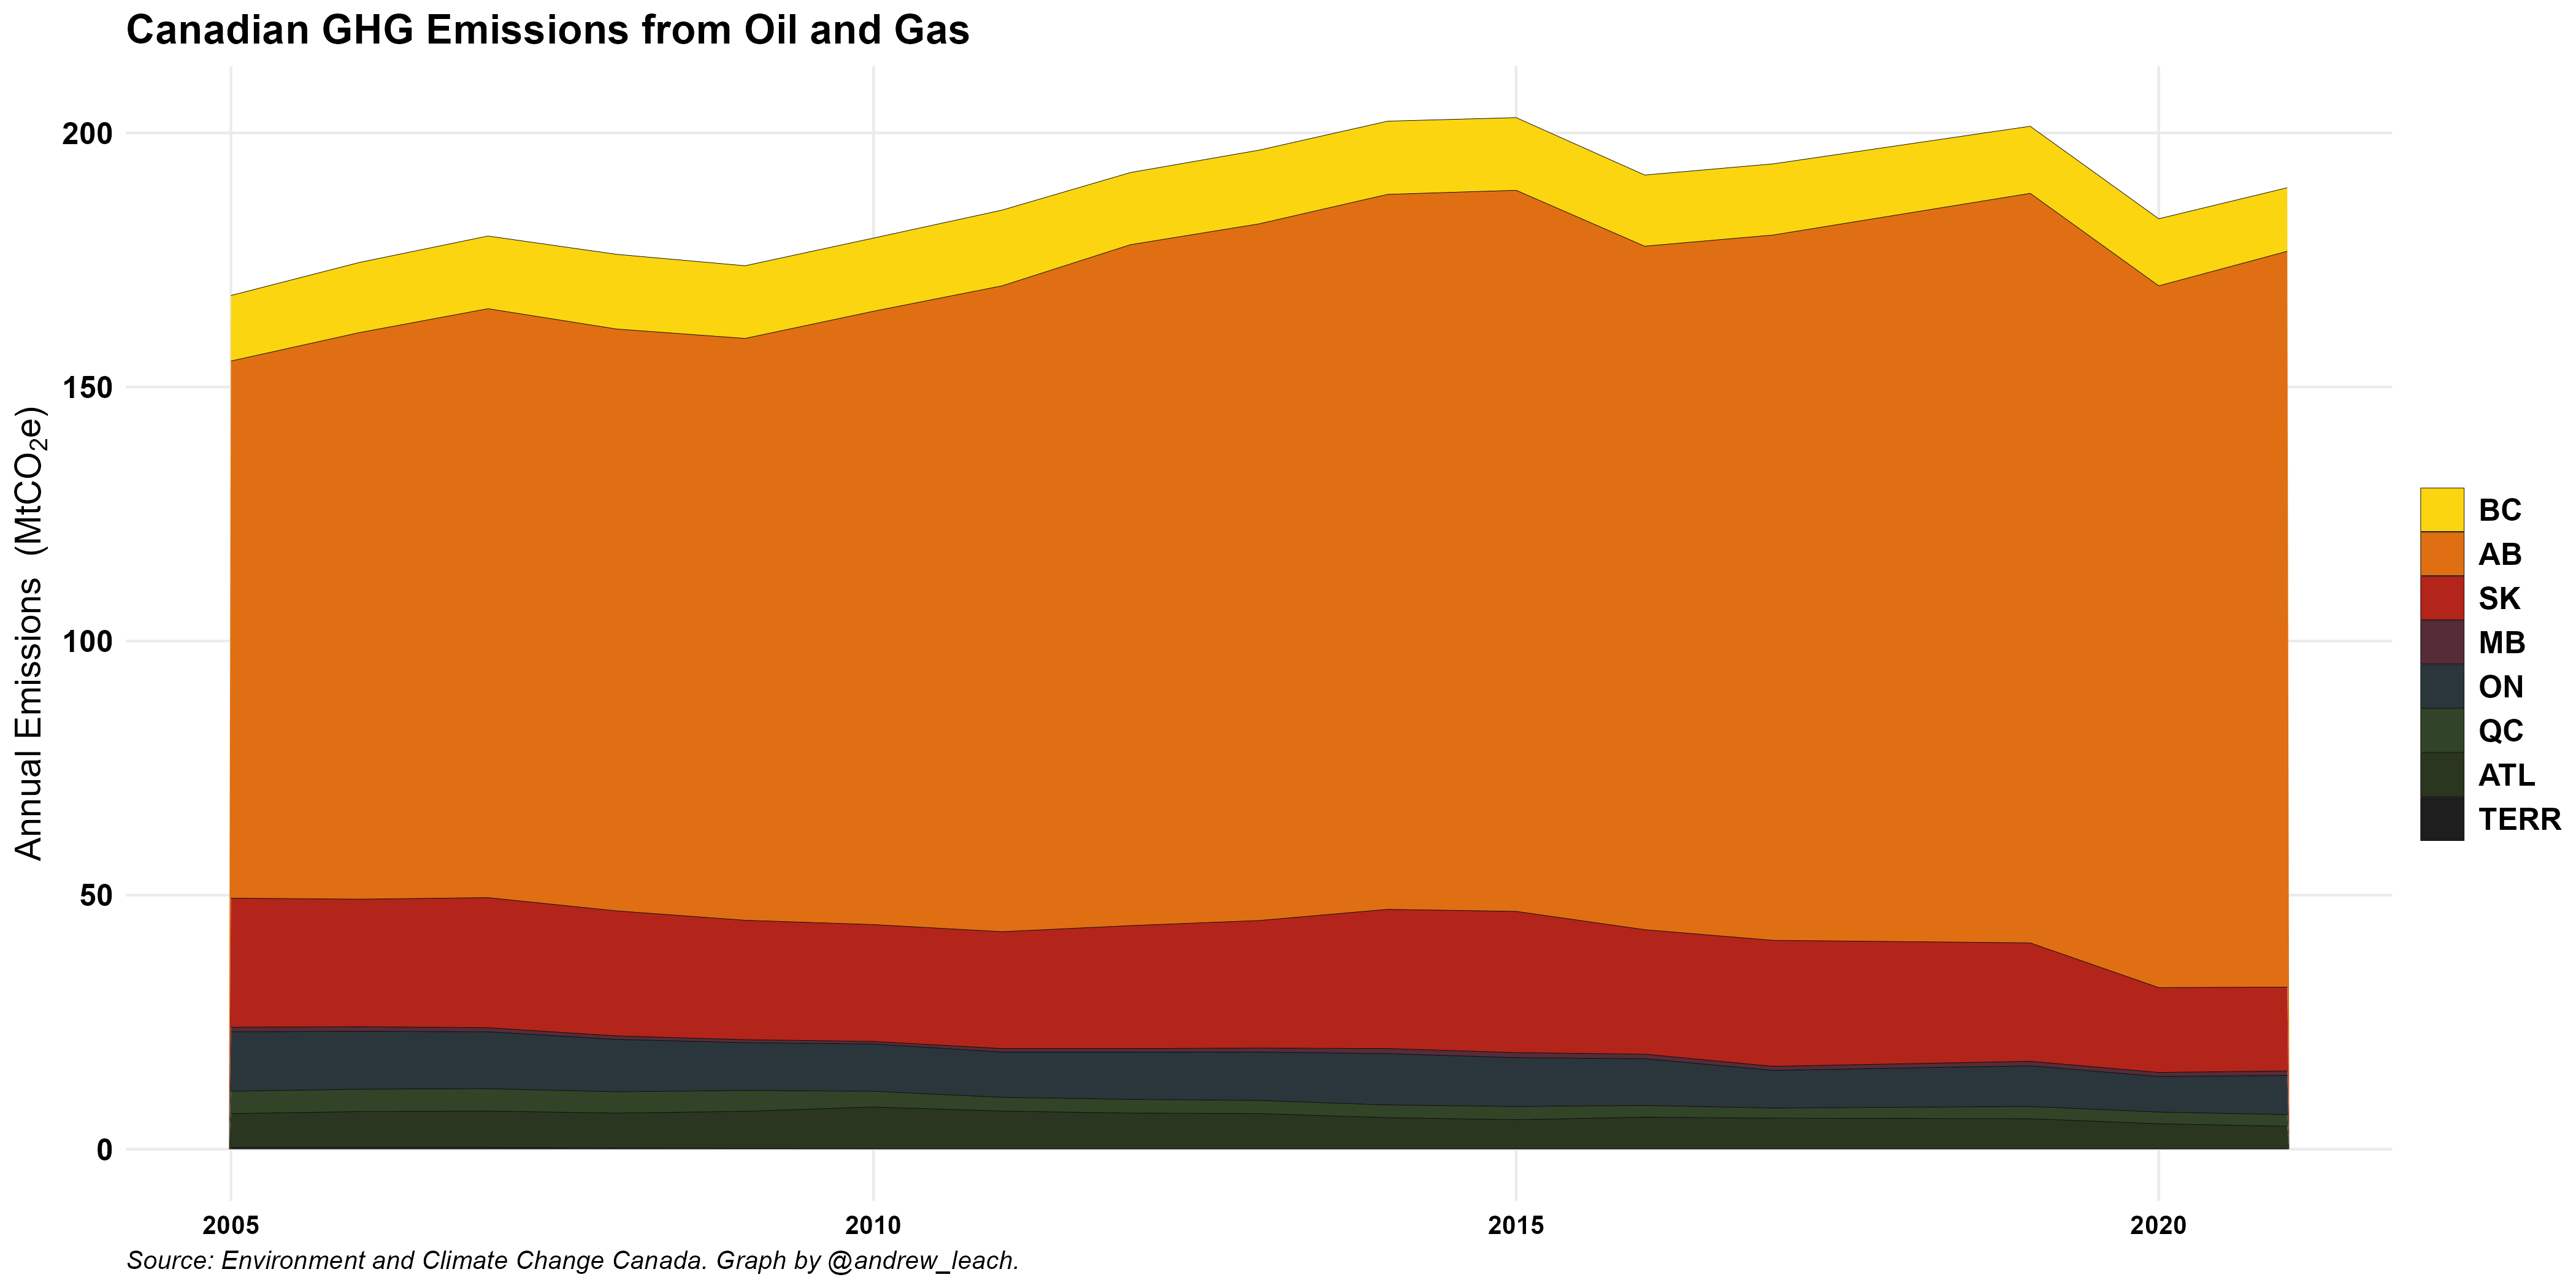 Canadian GHG Emissions from Oil and Gas
Annual Emissions (MtCO₂e)
200
150
100
50
0
2005
2010
2015
2020
BC
AB
SK
MB
ON
QC
ATL
TERR
Source: Environment and Climate Change Canada. Graph by @andrew_leach.